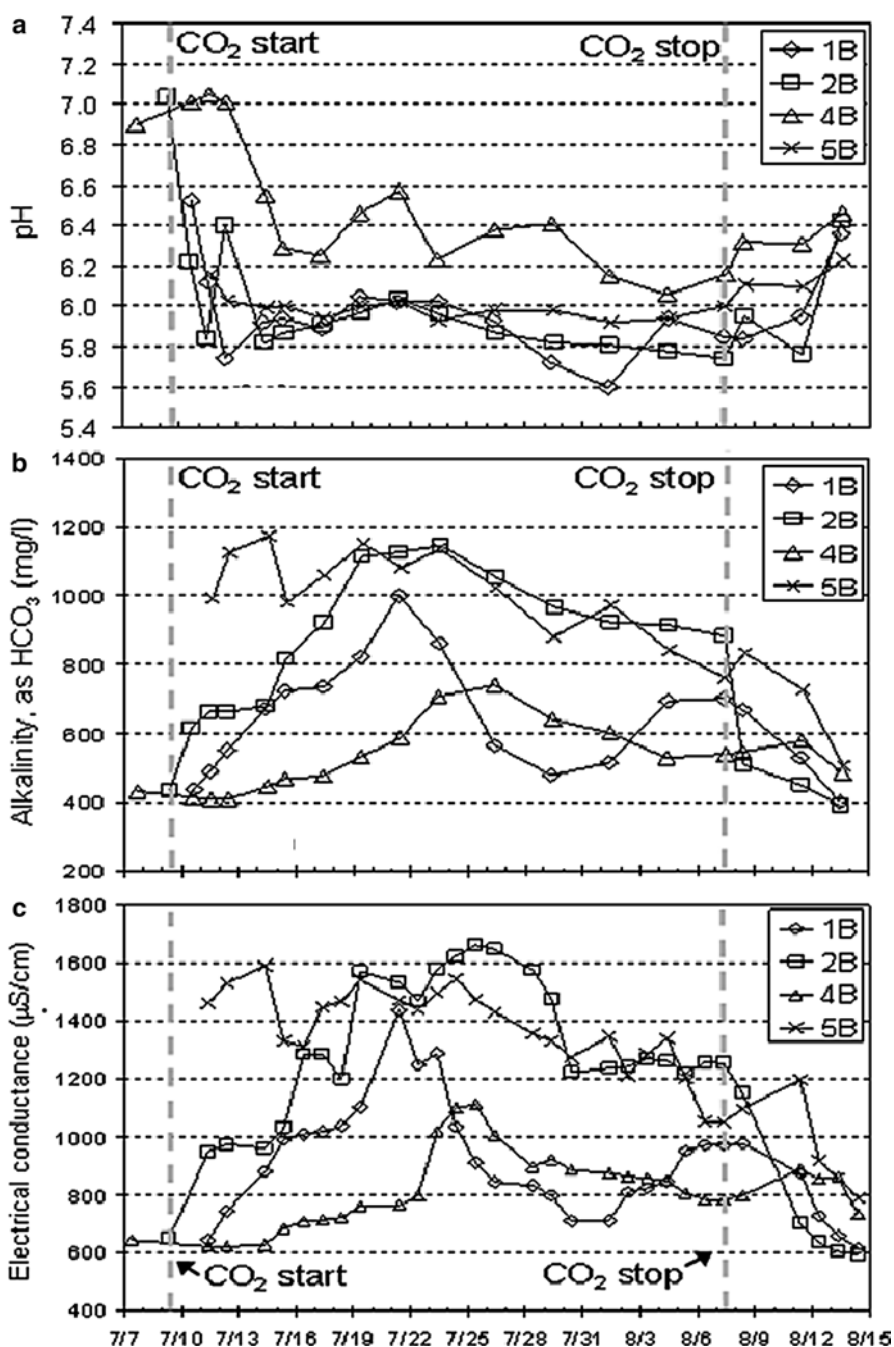 a
CO2 start
CO2 stop
1B
2B
4B
5B
7.4
7.2
7.0
6.8
6.6
6.4
6.2
6.0
5.8
5.6
5.4
pH
b
CO2 start
CO2 stop
1B
2B
4B
5B
1400
1200
1000
800
600
400
200
Alkalinity, as HCO3 (mg/l)
c
1B
2B
4B
5B
1800
1600
1400
1200
1000
800
600
400
Electrical conductance (µS/cm)
CO2 start
CO2 stop
7/7 7/10 7/13 7/16 7/19 7/22 7/25 7/28 7/31 8/3 8/6 8/9 8/12 8/15